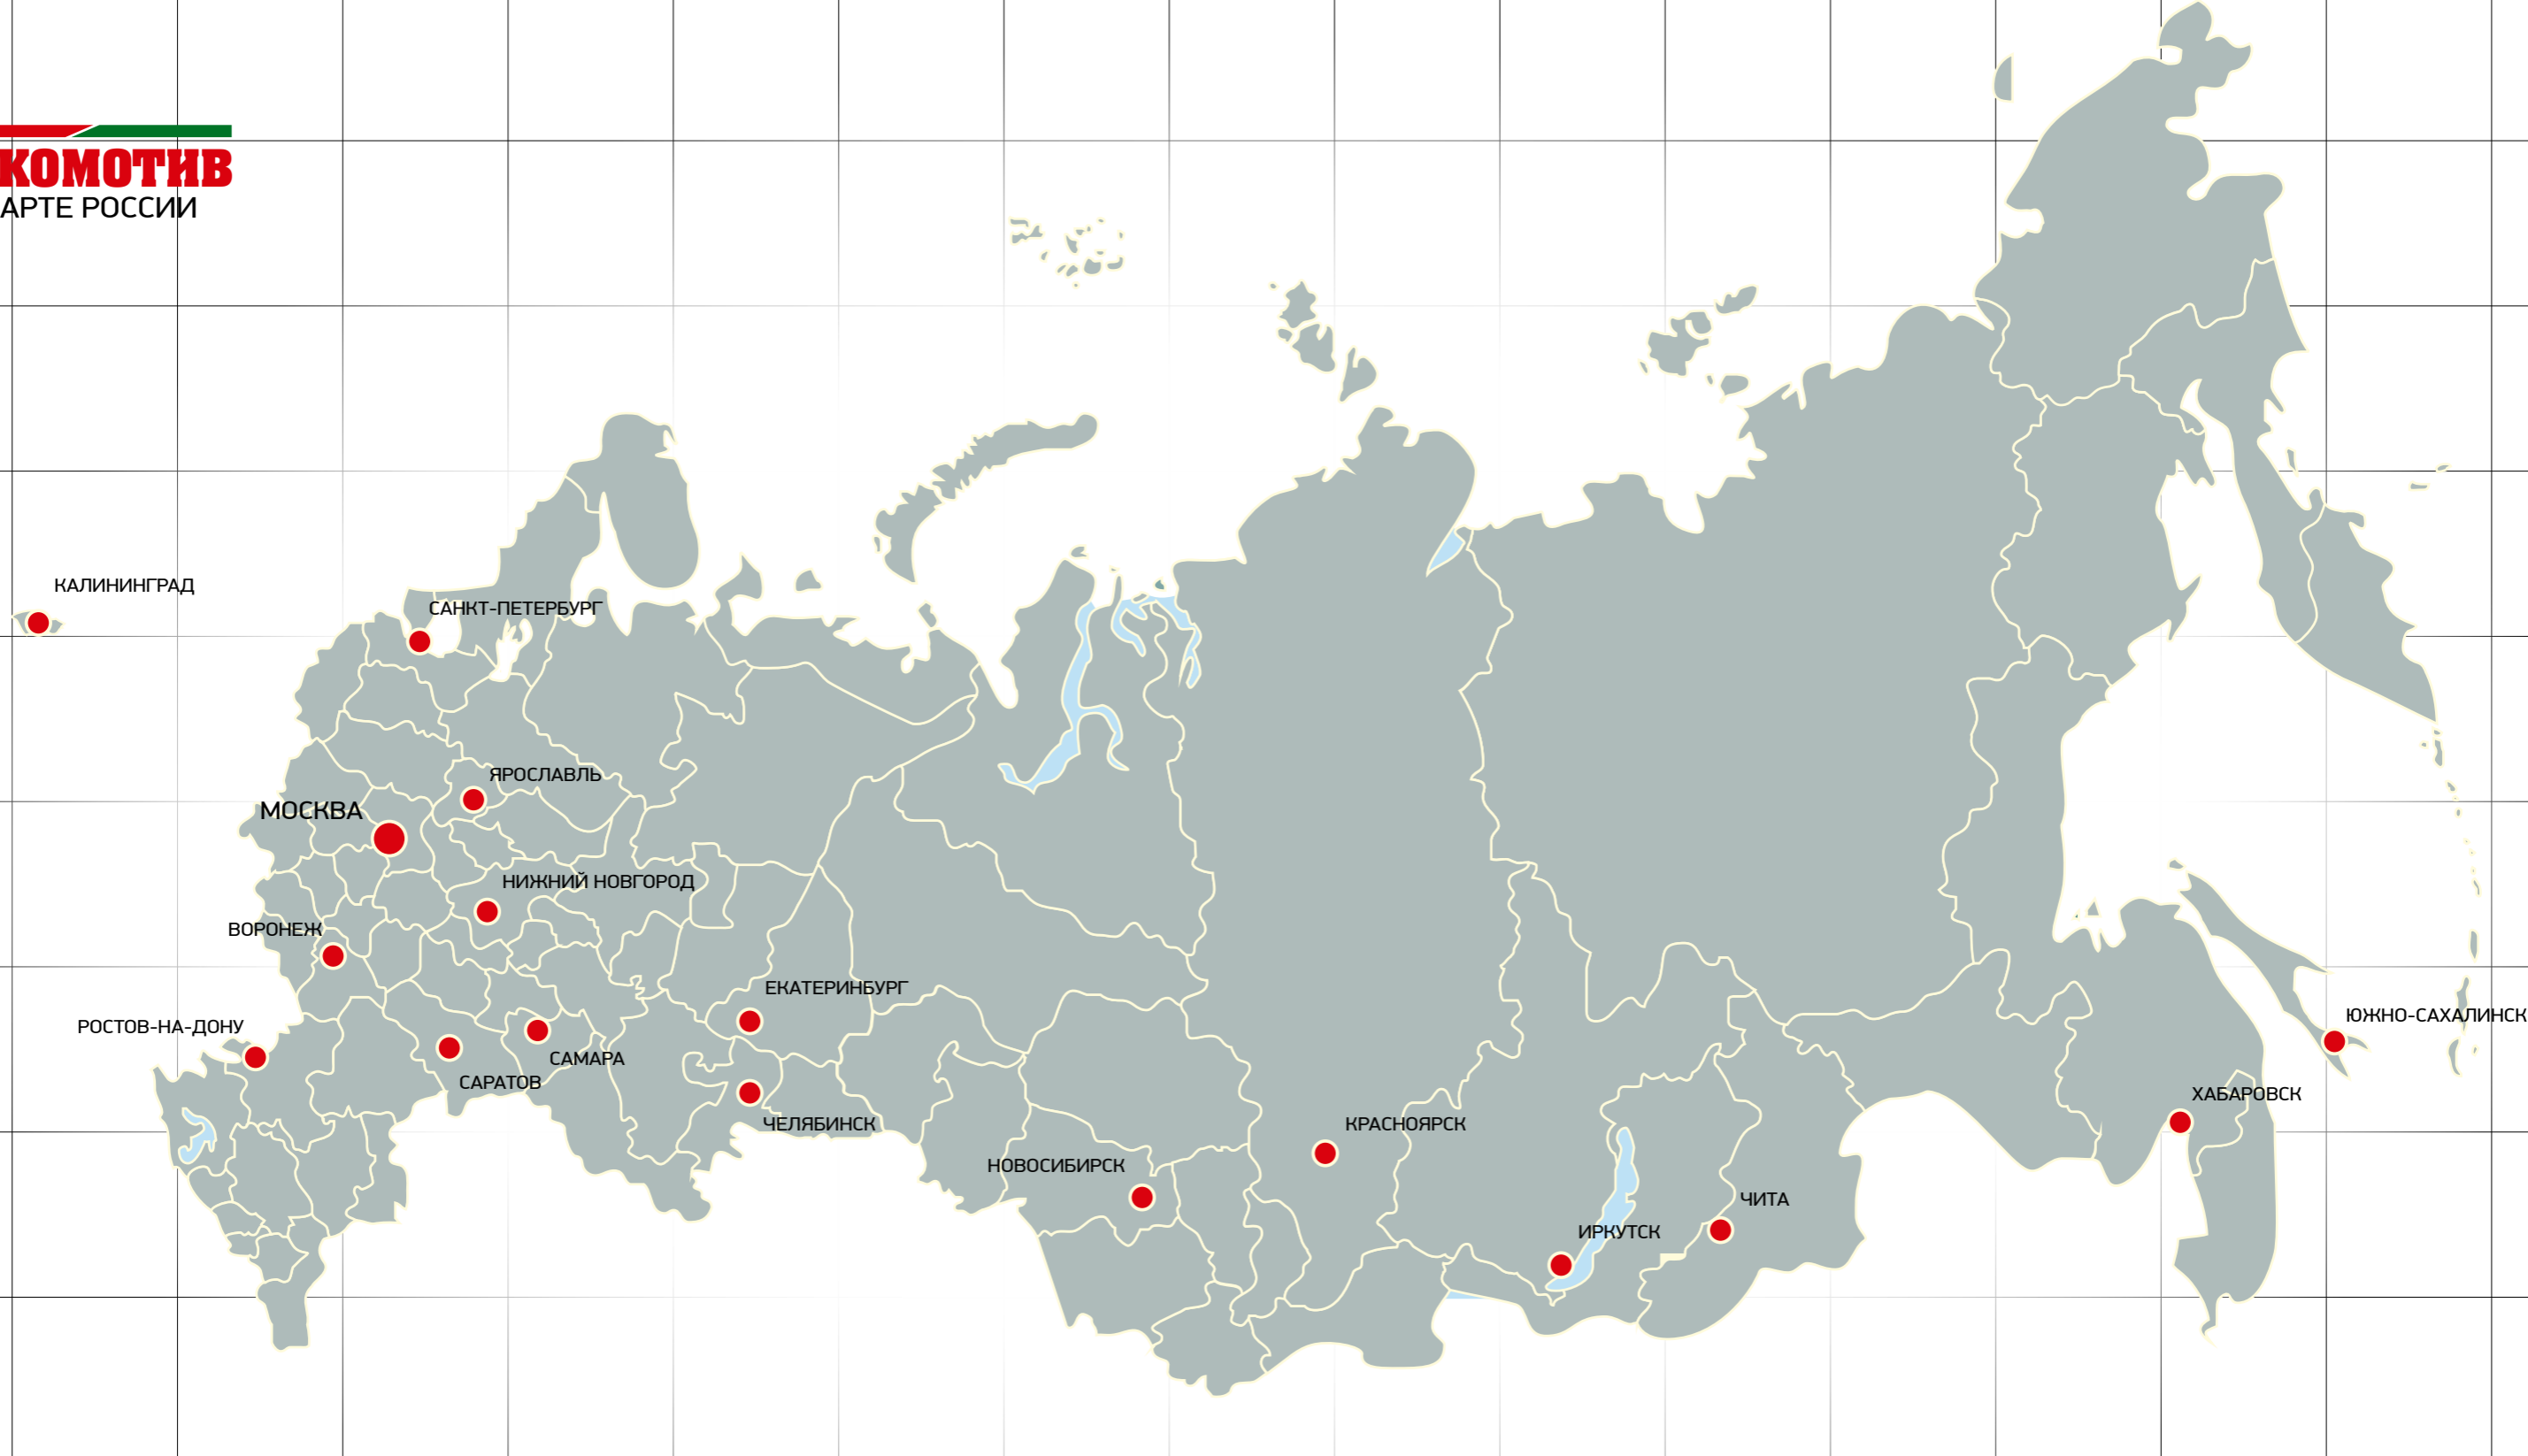 КОМОТИВ
АРТЕ РОССИИ
КАЛИНИНГРАД
САНКТ-ПЕТЕРБУРГ
ЯРОСЛАВЛЬ
МОСКВА
НИЖНИЙ НОВГОРОД
ВОРОНЕЖ
ЕКАТЕРИНБУРГ
РОСТОВ-НА-ДОНУ
ЮЖНО-САХАЛИНСК
САМАРА
САРАТОВ
ХАБАРОВСК
ЧЕЛЯБИНСК
КРАСНОЯРСК
НОВОСИБИРСК
ЧИТА
ИРКУТСК